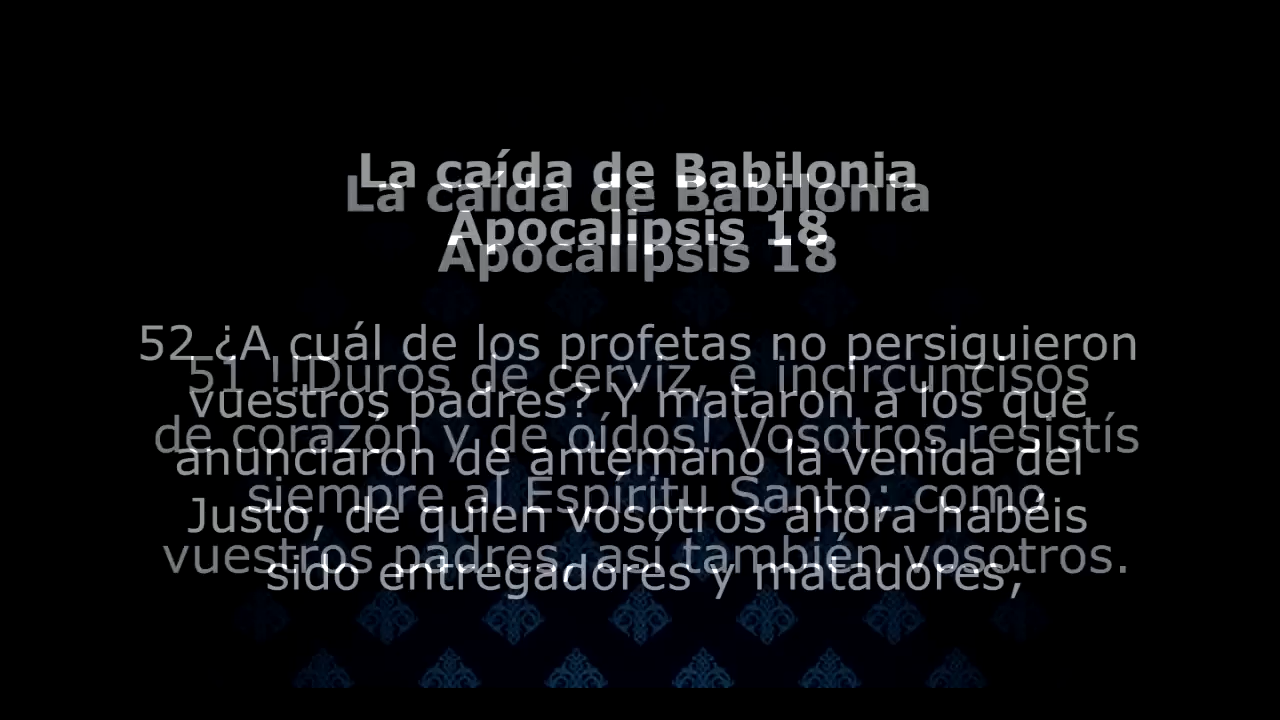 La caída de Babilonia
La caída de Babilonia
Apocalipsis 18
Apocalipsis 18
52 ¿A cuál de los profetas no persiguieron
vuestros padres? Y mataron a los que
anunciaron de antemano la venida del
Justo, de quien vosotros ahora habéis
sido entregadores y matadores;
51 !!Duros de cerviz, e incircuncisos
de corazón y de oídos! Vosotros resistís
siempre al Espíritu Santo; como
vuestros padres, así también vosotros.